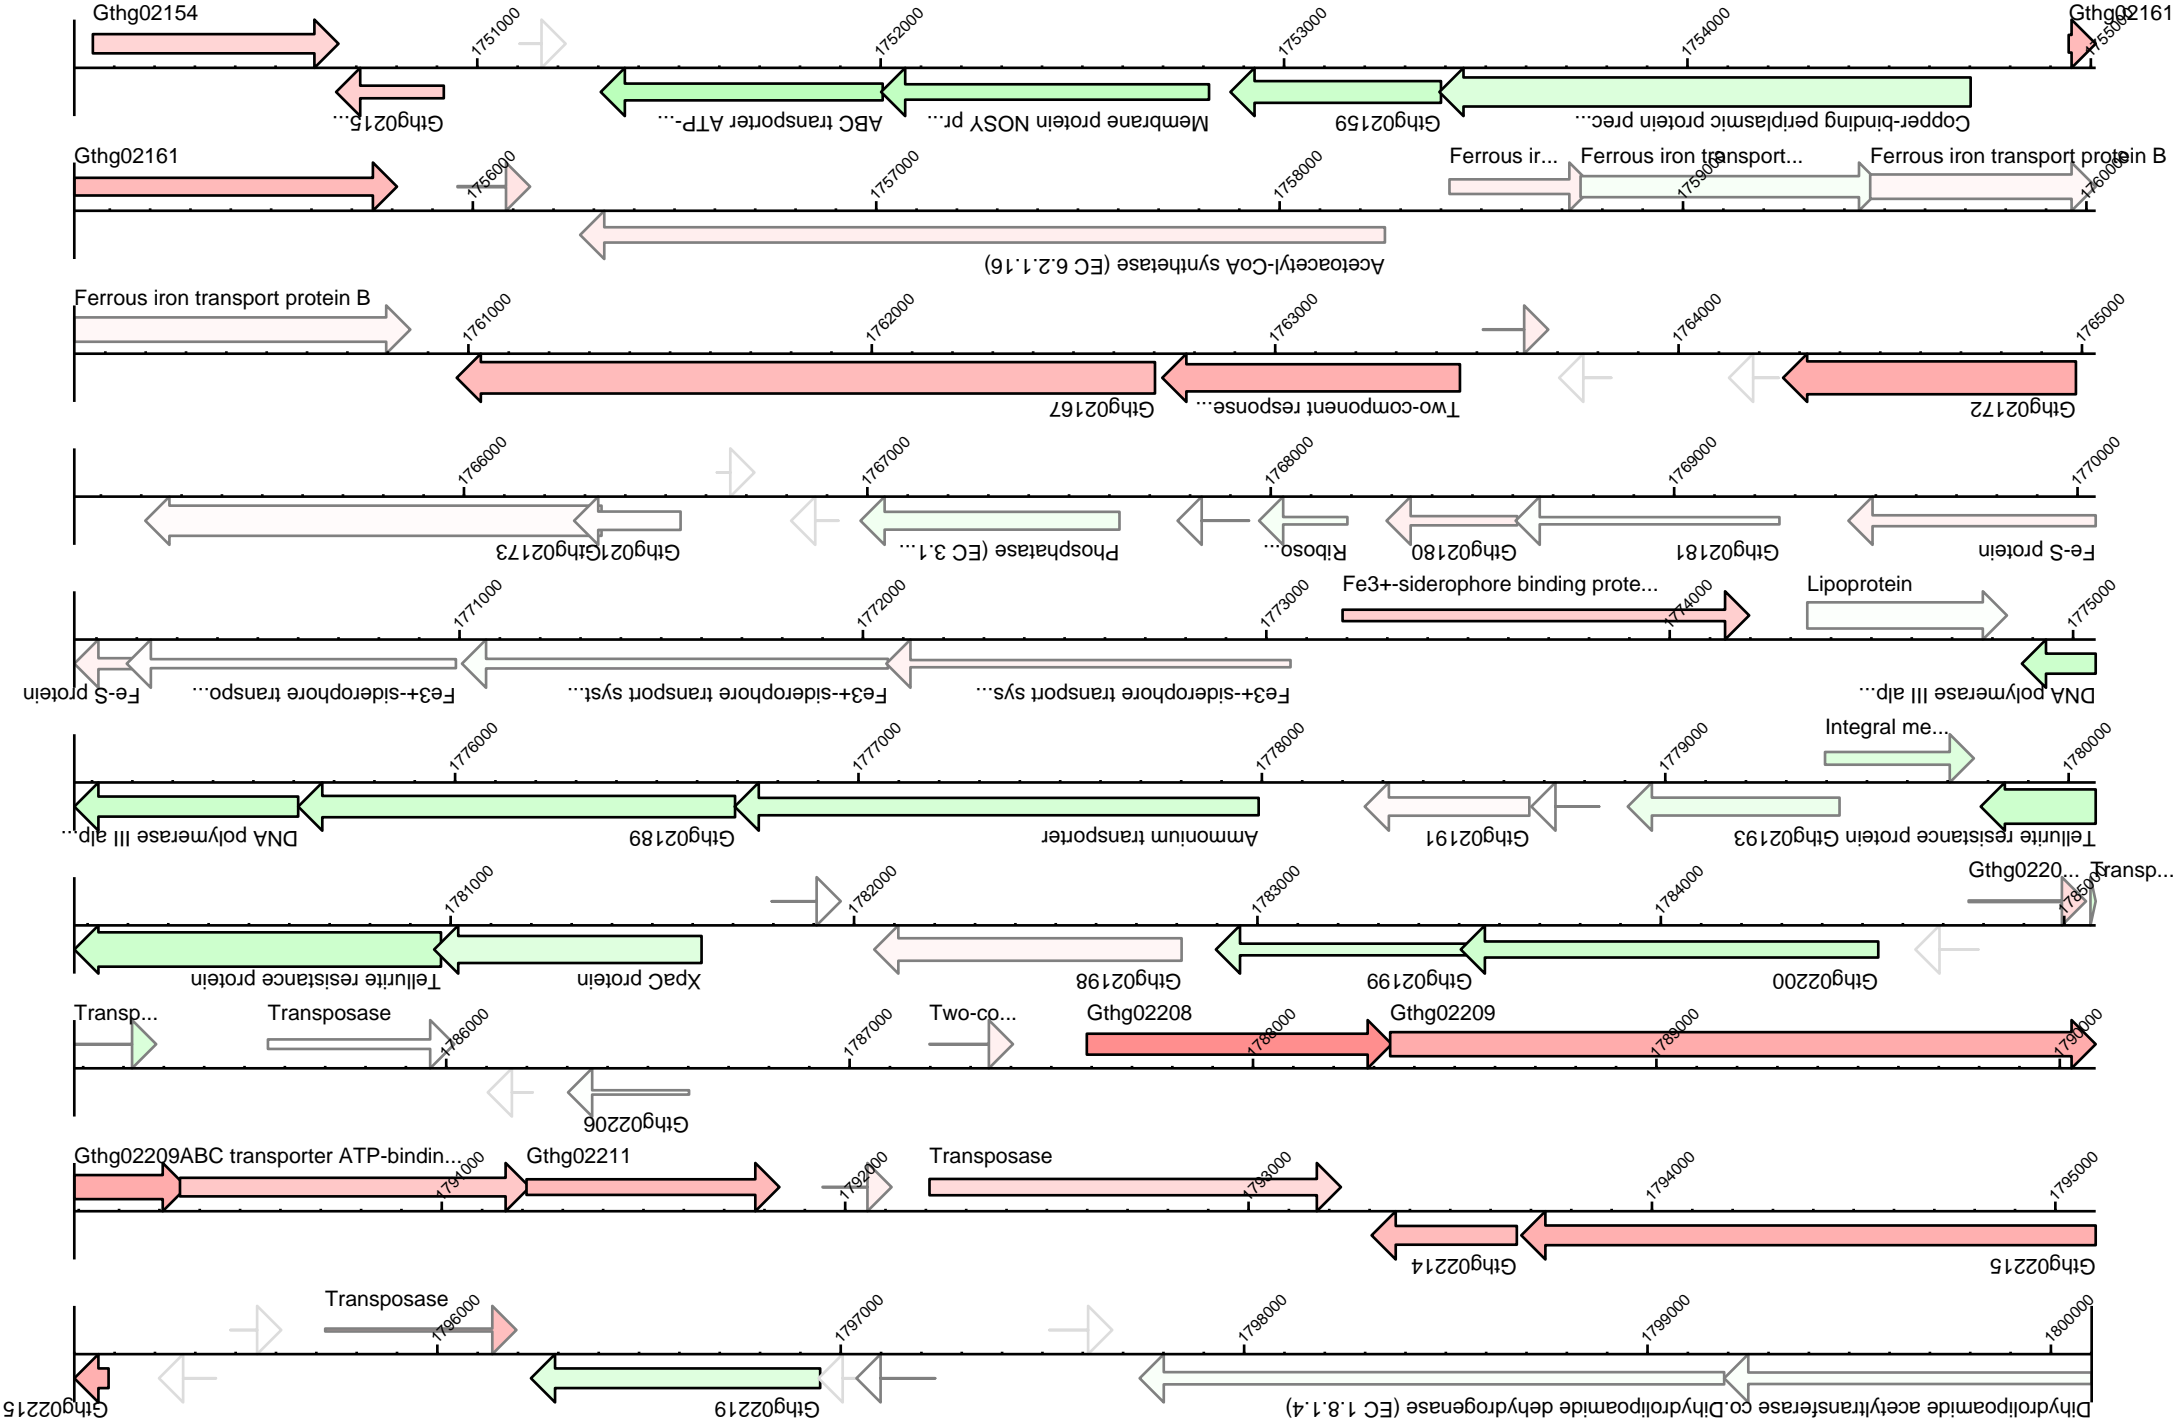 Gthg02154 Gthg02161
1751000 1752000 1753000 1754000 1755000
Gthg0215... ABC transporter ATP-... Membrane protein NOSY pr... Gthg02159 Copper-binding periplasmic protein prec...
Gthg02161 Ferrous ir... Ferrous iron transport... Ferrous iron transport protein B
1756000 1757000 1758000 1759000 1760000
Acetoacetyl-CoA synthetase (EC 6.2.1.16)
Ferrous iron transport protein B
1761000 1762000 1763000 1764000 1765000
Gthg02167 Two-component response... Gthg02172
1766000 1767000 1768000 1769000 1770000
Gthg02173 Gthg021 Phosphatase (EC 3.1... Riboso... Gthg02180 Gthg02181 Fe-S protein
Fe3+-siderophore binding prote... Lipoprotein
1771000 1772000 1773000 1774000 1775000
Fe-S protein Fe3+-siderophore transpo... Fe3+-siderophore transport syst... Fe3+-siderophore transport sys... DNA polymerase III alp...
Integral me...
1776000 1777000 1778000 1779000 1780000
DNA polymerase III alp... Gthg02189 Ammonium transporter Gthg02191 Gthg02193 Tellurite resistance protein
Gthg0220... Transp...
1781000 1782000 1783000 1784000 1785000
Tellurite resistance protein XpaC protein Gthg02198 Gthg02199 Gthg02200
Transp... Transposase Two-co... Gthg02208 Gthg02209
1786000 1787000 1788000 1789000 1790000
Gthg02206
Gthg02209 ABC transporter ATP-bindin... Gthg02211 Transposase
1791000 1792000 1793000 1794000 1795000
Gthg02214 Gthg02215
Transposase
1796000 1797000 1798000 1799000 1800000
Gthg02215 Gthg02219 Dihydrolipoamide dehydrogenase (EC 1.8.1.4) Dihydrolipoamide acetyltransferase co...